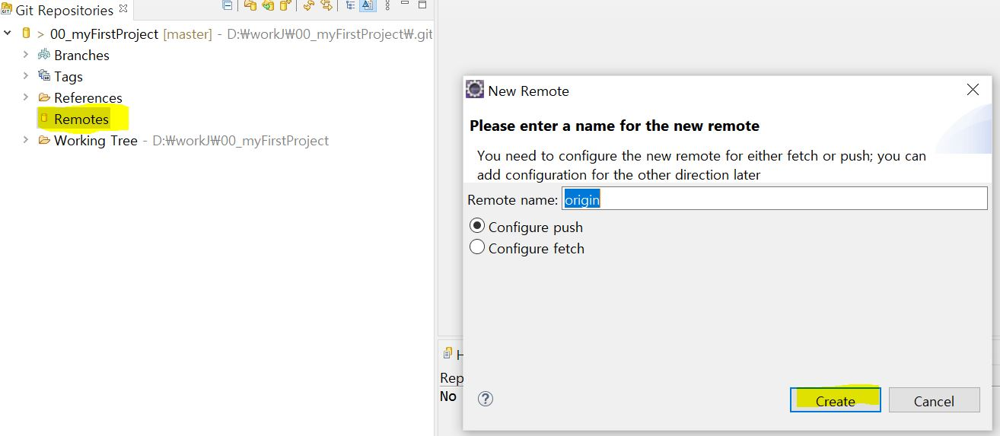 Git Repositories
> 00_myFirstProject [master] - D:₩workJ₩00_myFirstProject₩.git
Branches
Tags
References
Remotes
Working Tree - D:₩workJ₩00_myFirstProject
New Remote
Please enter a name for the new remote
You need to configure the new remote for either fetch or push; you can
add configuration for the other direction later
Remote name: origin
Configure push
Configure fetch
H
Rep
No
Create
Cancel